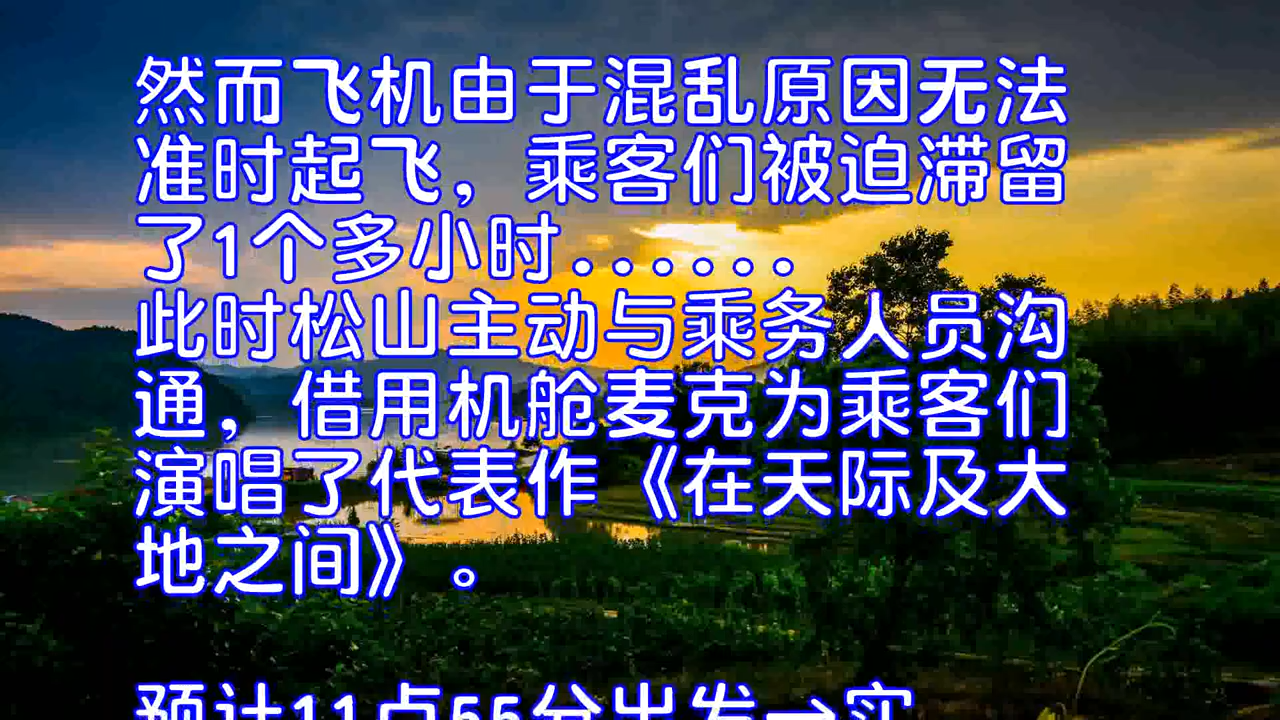 然而飞机由于混乱原因无法
准时起飞，乘客们被迫滞留
了1个多小时......
此时松山主动与乘务人员沟
通，借用机舱麦克为乘客们
演唱了代表作《在天际及大
地之间》。
预计11点55分出发→实